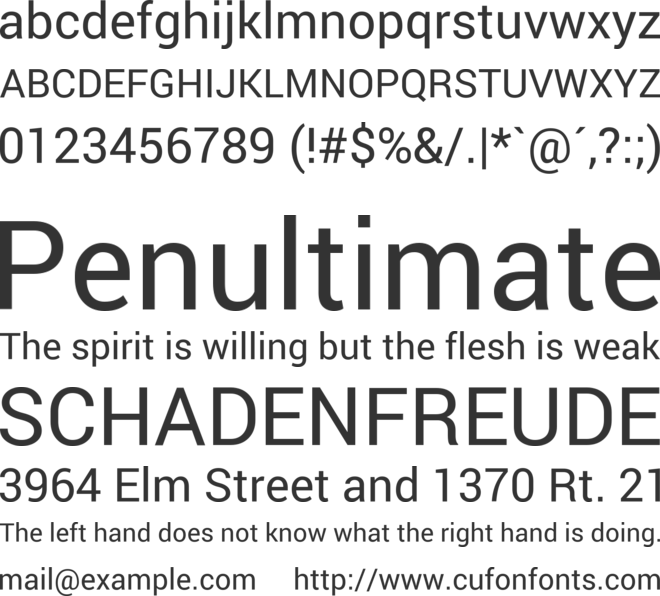 abcdefghijklmnopqrstuvwxyz
ABCDEFGHIJKLMNOPQRSTUVWXYZ
0123456789 (!#$%&/.|*`@´,?:;)
Penultimate
The spirit is willing but the flesh is weak
SCHADENFREUDE
3964 Elm Street and 1370 Rt. 21
The left hand does not know what the right hand is doing.
mail@example.com http://www.cufonfonts.com